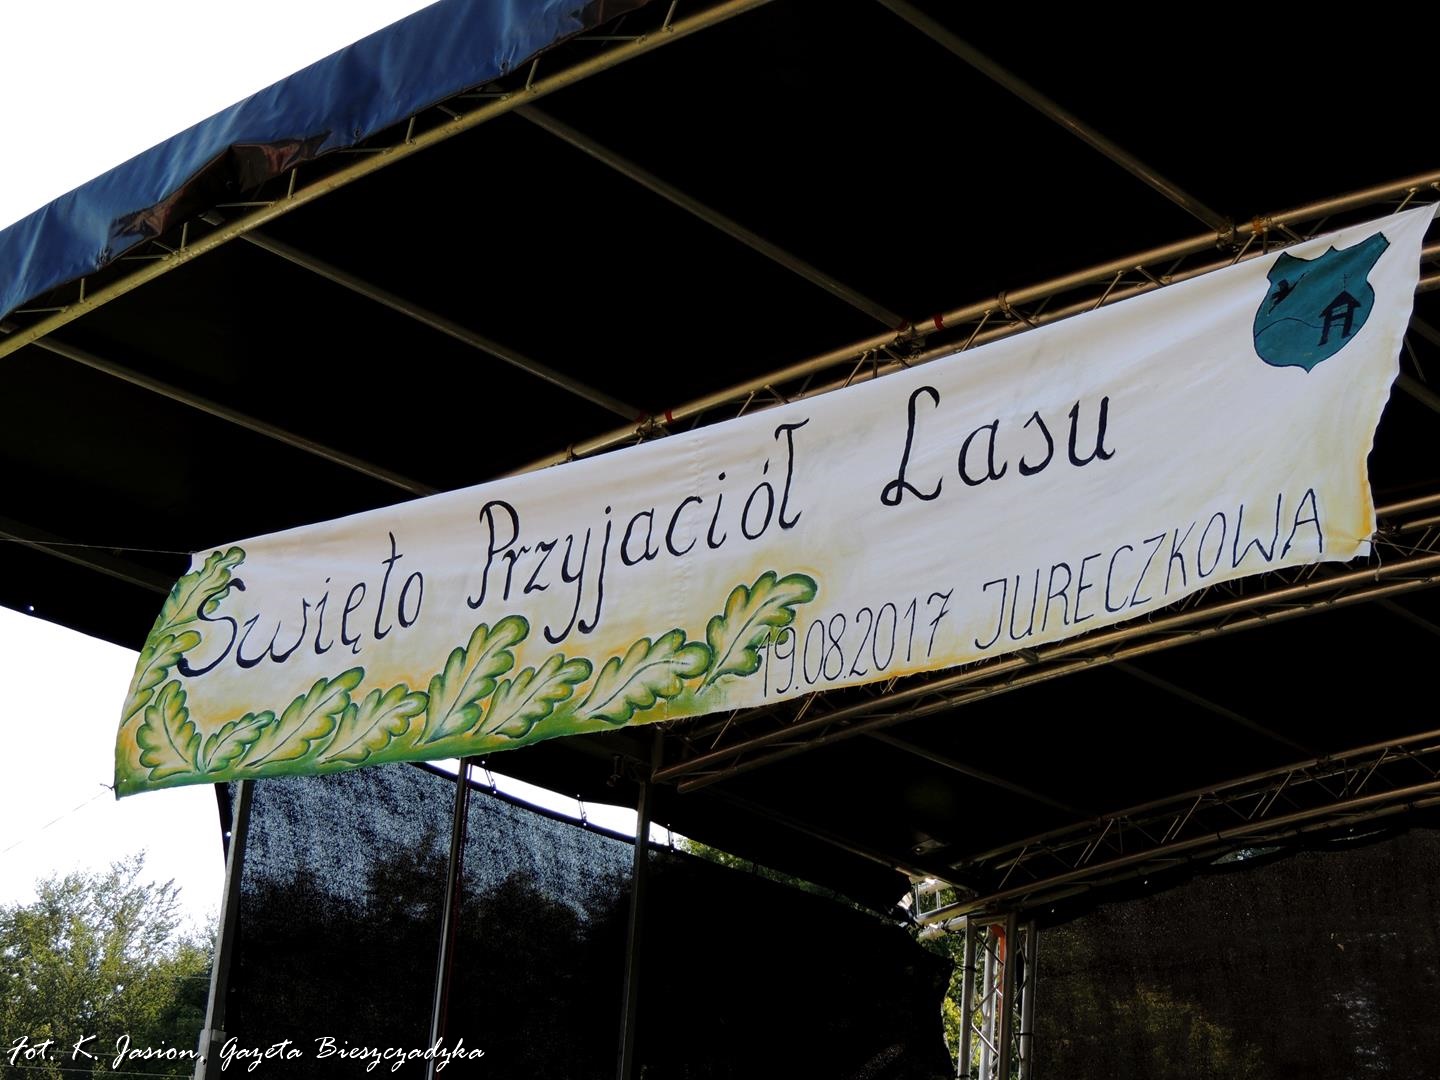 Święto Przyjaciół Lasu
19.08.2017 JURECZKOWA
Fot. K. Jasion, Gazeta Bieszczadzka